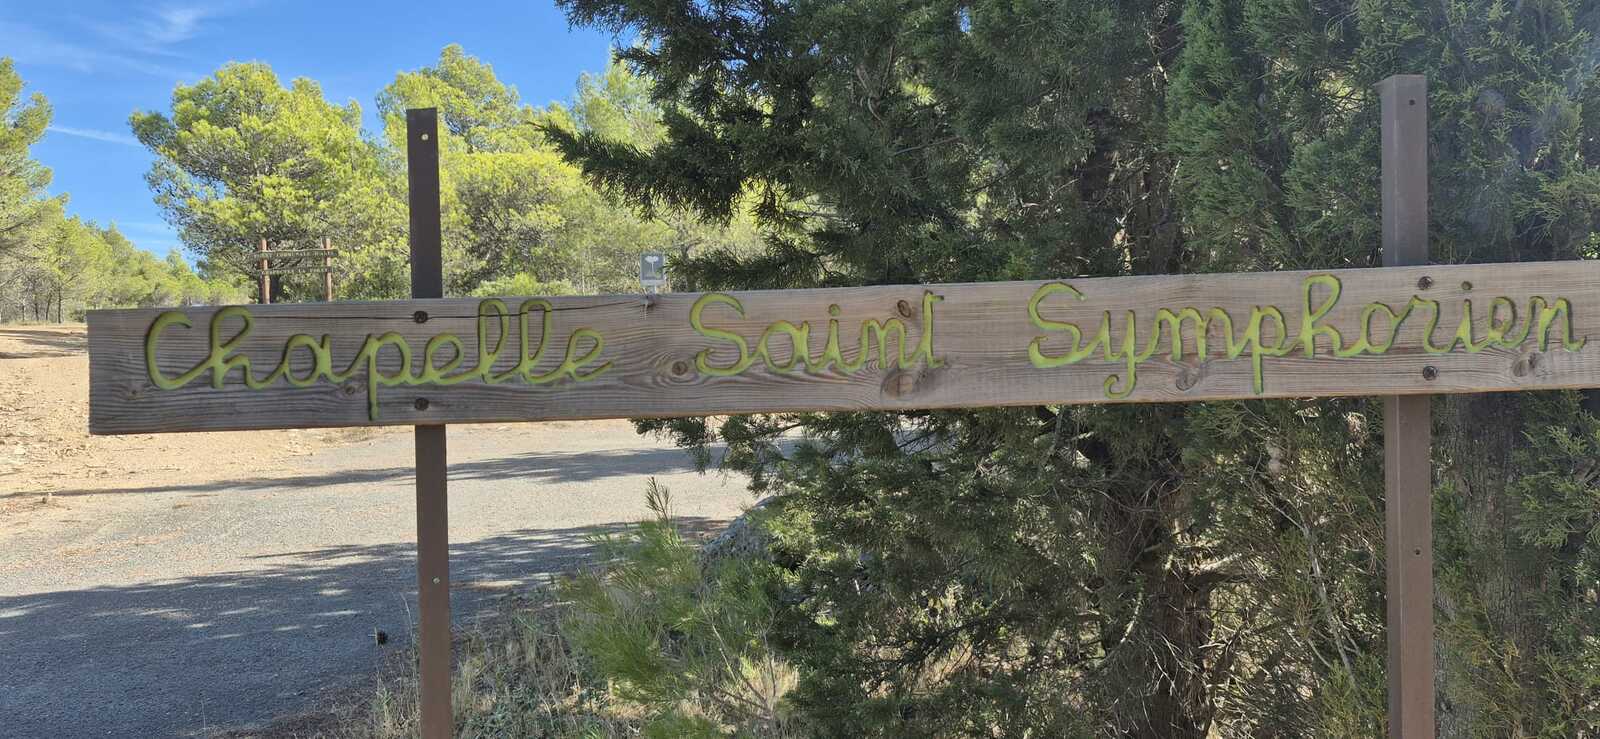 Chapelle Saint Symphorien